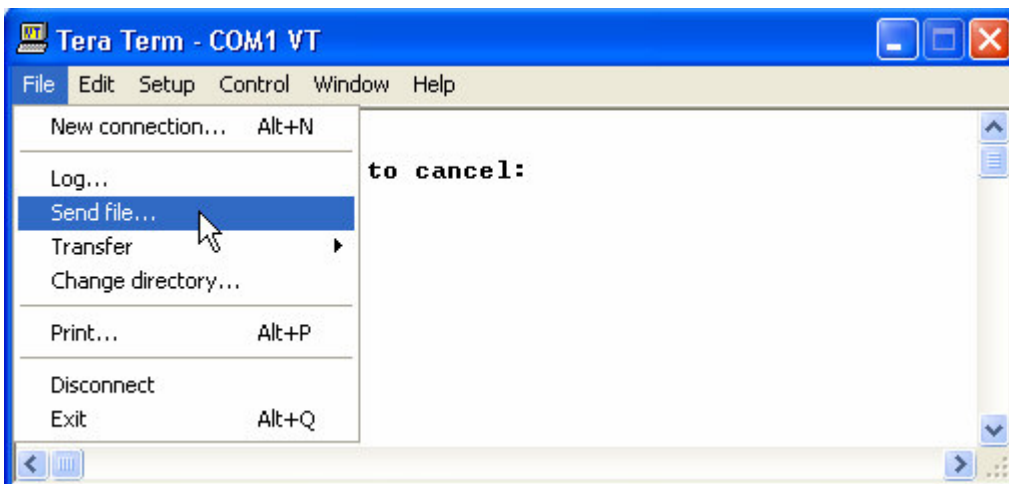 Tera Term - COM1 VT
File Edit Setup Control Window Help
New connection... Alt+N
to cancel:
Log...
Send file...
Transfer
Change directory...
Print... Alt+P
Disconnect
Exit Alt+Q